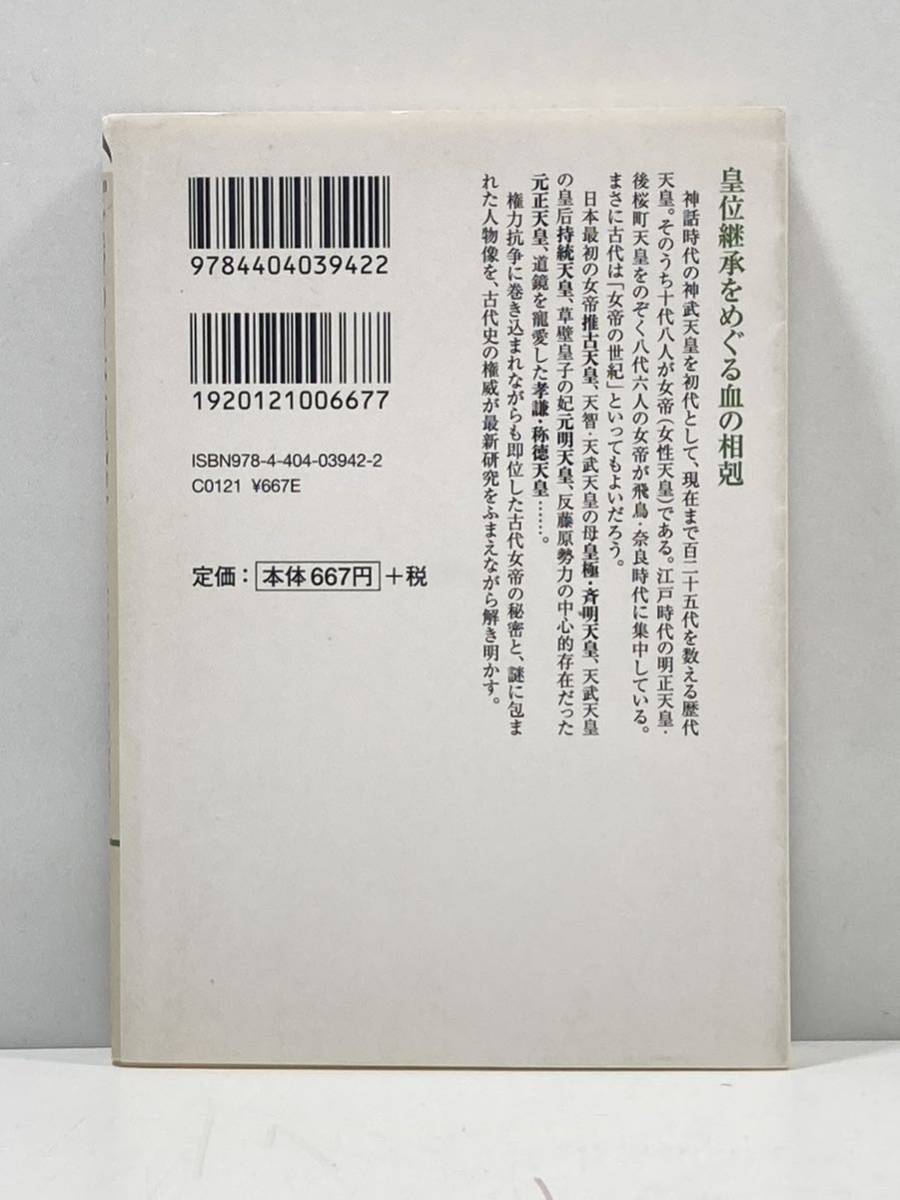 皇位継承をめぐる血の相剋
神話時代の神武天皇を初代として、現在まで百二十五代を数える歴代
天皇。そのうち十代八人が女帝(女性天皇)である。江戸時代の明正天皇・
後桜町天皇をのぞく八代六人の女帝が飛鳥・奈良時代に集中している。
まさに古代は「女帝の世紀」といってもよいだろう。
日本最初の女帝推古天皇、天智・天武天皇の母皇極・斉明天皇、天武天皇
の皇后持統天皇、草壁皇子の妃元明天皇、反藤原勢力の中心的存在だった
元正天皇、道鏡を寵愛した孝謙・称徳天皇……。
権力抗争に巻き込まれながらも即位した古代女帝の秘密と、謎に包ま
れた人物像を、古代史の権威が最新研究をふまえながら解き明かす。
9784404039422
1920121006677
ISBN978-4-404-03942-2
C0121 ¥667E
定価:本体667円+税